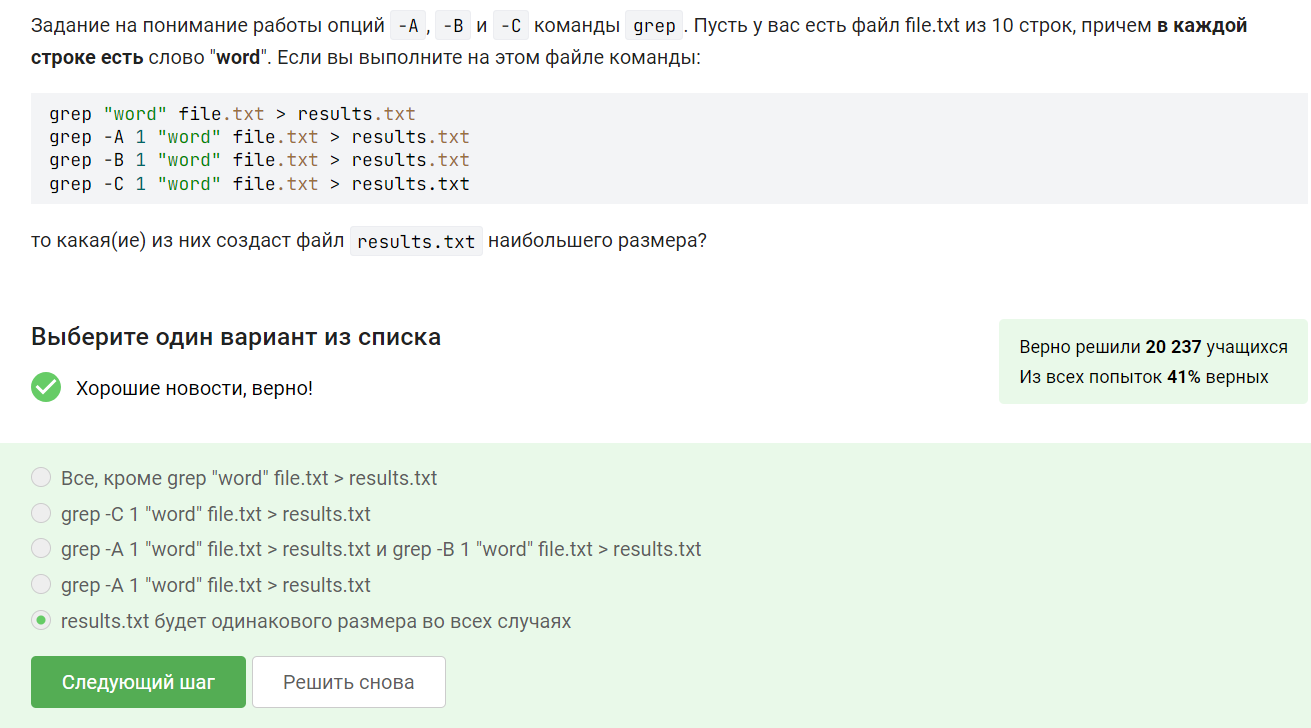 Задание на понимание работы опций -A, -B и -C команды grep. Пусть у вас есть файл file.txt из 10 строк, причем в каждой
строке есть слово "word". Если вы выполните на этом файле команды:
grep "word" file.txt > results.txt
grep -A 1 "word" file.txt > results.txt
grep -B 1 "word" file.txt > results.txt
grep -C 1 "word" file.txt > results.txt
то какая(ие) из них создаст файл results.txt наибольшего размера?
Выберите один вариант из списка
Верно решили 20 237 учащихся
Из всех попыток 41% верных
Хорошие новости, верно!
Все, кроме grep "word" file.txt > results.txt
grep -C 1 "word" file.txt > results.txt
grep -A 1 "word" file.txt > results.txt и grep -B 1 "word" file.txt > results.txt
grep -A 1 "word" file.txt > results.txt
results.txt будет одинакового размера во всех случаях
Следующий шаг
Решить снова